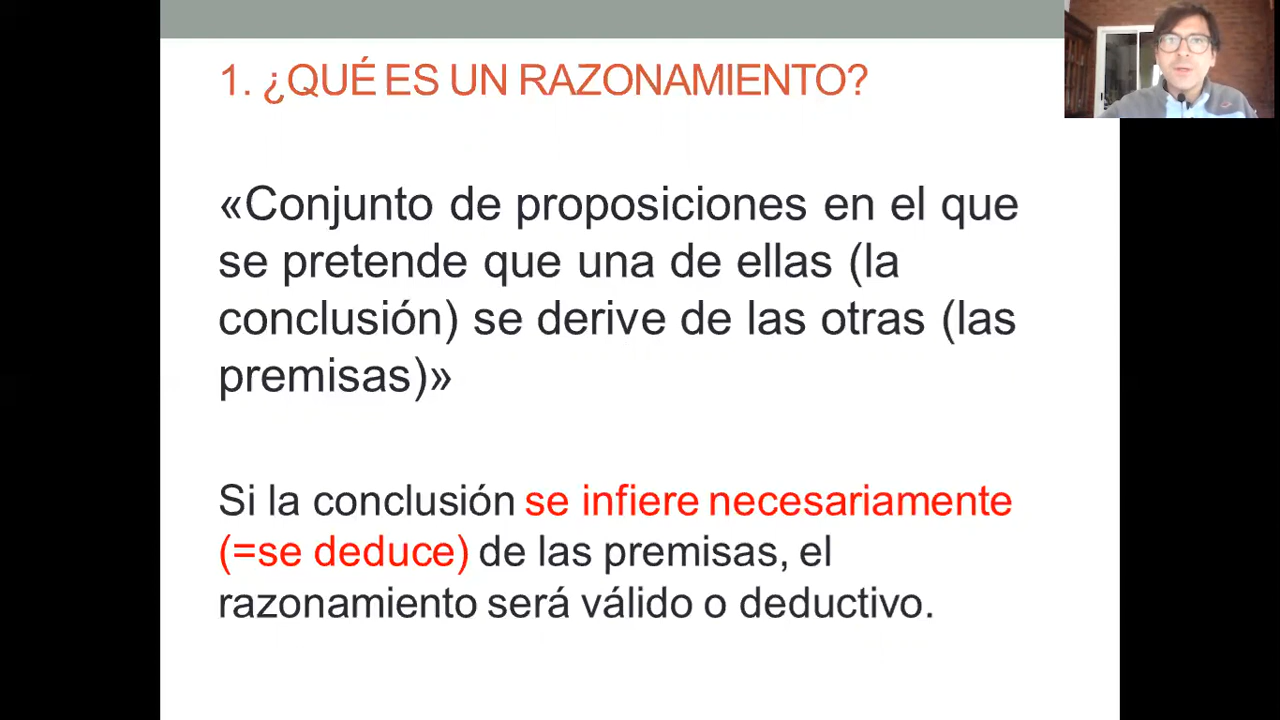 1. ¿QUÉ ES UN RAZONAMIENTO?
«Conjunto de proposiciones en el que
se pretende que una de ellas (la
conclusión) se derive de las otras (las
premisas)»
Si la conclusión se infiere necesariamente
(=se deduce) de las premisas, el
razonamiento será válido o deductivo.